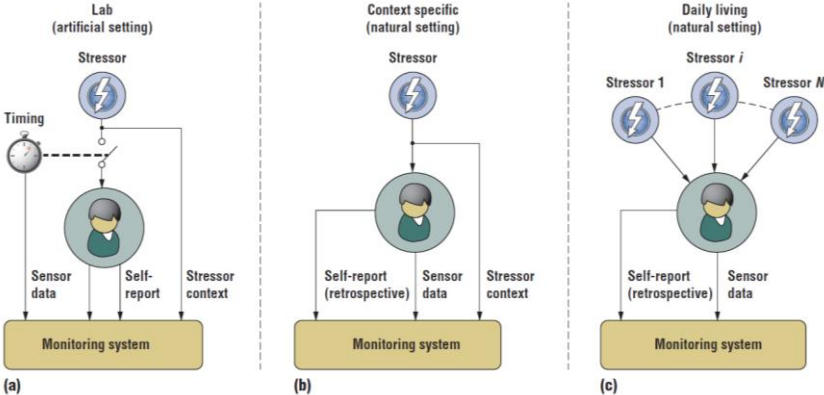 Lab
(artificial setting)
Stressor
Timing
Sensor
data
Self-
report
Stressor
context
Monitoring system
(a)
Context specific
(natural setting)
Stressor
Self-report
(retrospective)
Sensor
data
Stressor
context
Monitoring system
(b)
Daily living
(natural setting)
Stressor i
Stressor 1
Stressor N
Self-report
(retrospective)
Sensor
data
Monitoring system
(c)